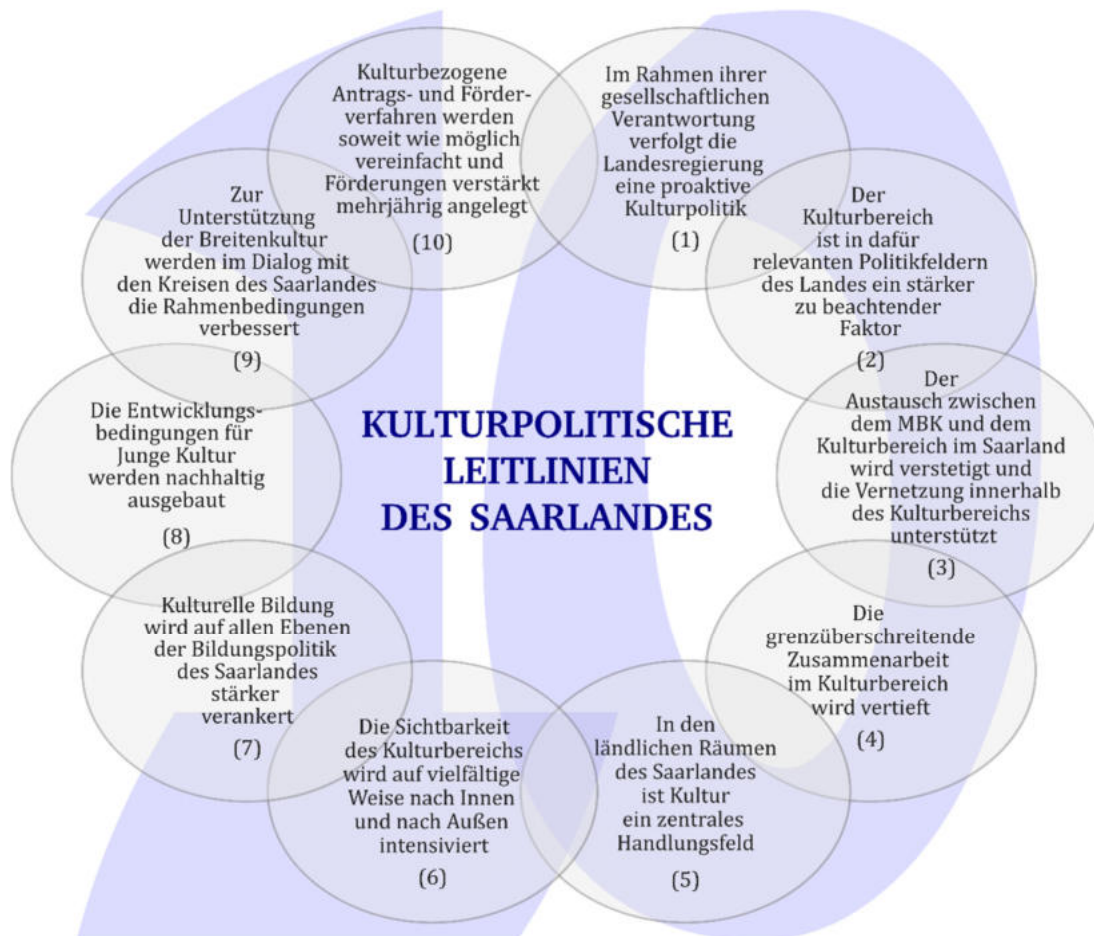 KULTURPOLITISCHE
LEITLINIEN
DES SAARLANDES
Im Rahmen ihrer
gesellschaftlichen
Verantwortung
verfolgt die
Landesregierung
eine proaktive
Kulturpolitik
(1)
Der
Kulturbereich
ist in dafür
relevanten Politikfeldern
des Landes ein stärker
zu beachtender
Faktor
(2)
Der
Austausch zwischen
dem MBK und dem
Kulturbereich im Saarland
wird verstetigt und
die Vernetzung innerhalb
des Kulturbereichs
unterstützt
(3)
Die
grenzüberschreitende
Zusammenarbeit
im Kulturbereich
wird vertieft
(4)
In den
ländlichen Räumen
des Saarlandes
ist Kultur
ein zentrales
Handlungsfeld
(5)
Die Sichtbarkeit
des Kulturbereichs
wird auf vielfältige
Weise nach Innen
und nach Außen
intensiviert
(6)
Kulturelle Bildung
wird auf allen Ebenen
der Bildungspolitik
des Saarlandes
stärker
verankert
(7)
Die Entwicklungs-
bedingungen für
Junge Kultur
werden nachhaltig
ausgebaut
(8)
Zur
Unterstützung
der Breitenkultur
werden im Dialog mit
den Kreisen des Saarlandes
die Rahmenbedingungen
verbessert
(9)
Kulturbezogene
Antrags- und Förder-
verfahren werden
soweit wie möglich
vereinfacht und
Förderungen verstärkt
mehrjährig angelegt
(10)
10